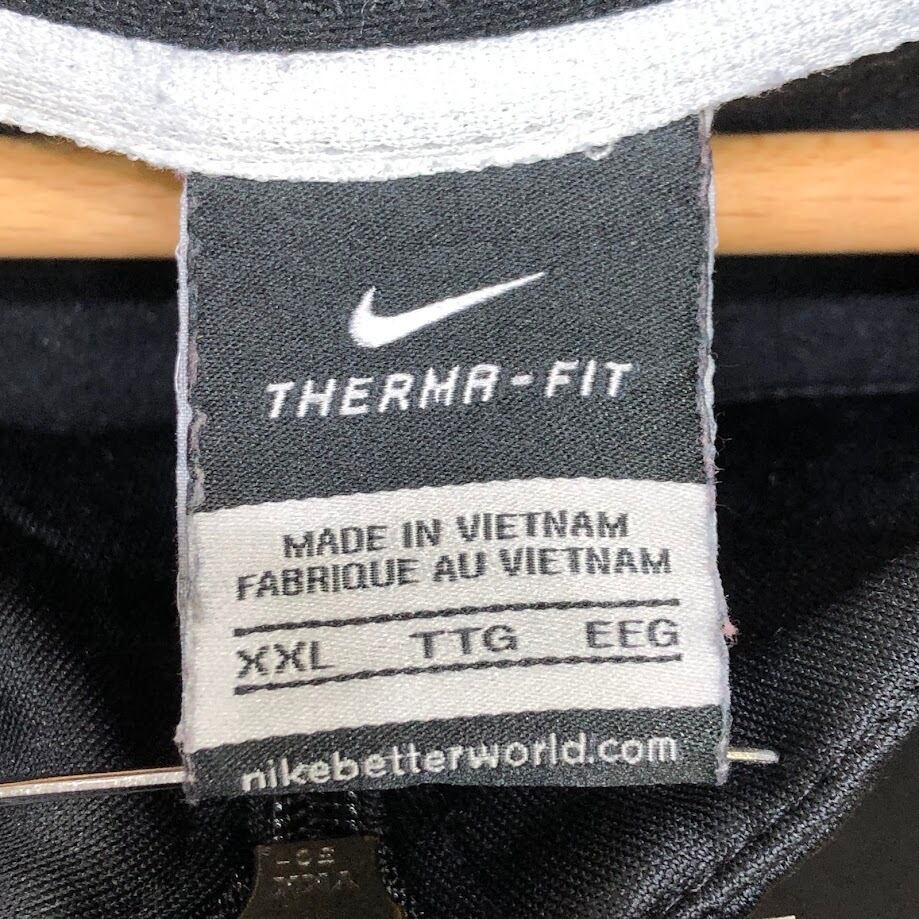 THERMA-FIT
MADE IN VIETNAM
FABRIQUE AU VIETNAM
XXL TTG EEG
nikebetterworld.com